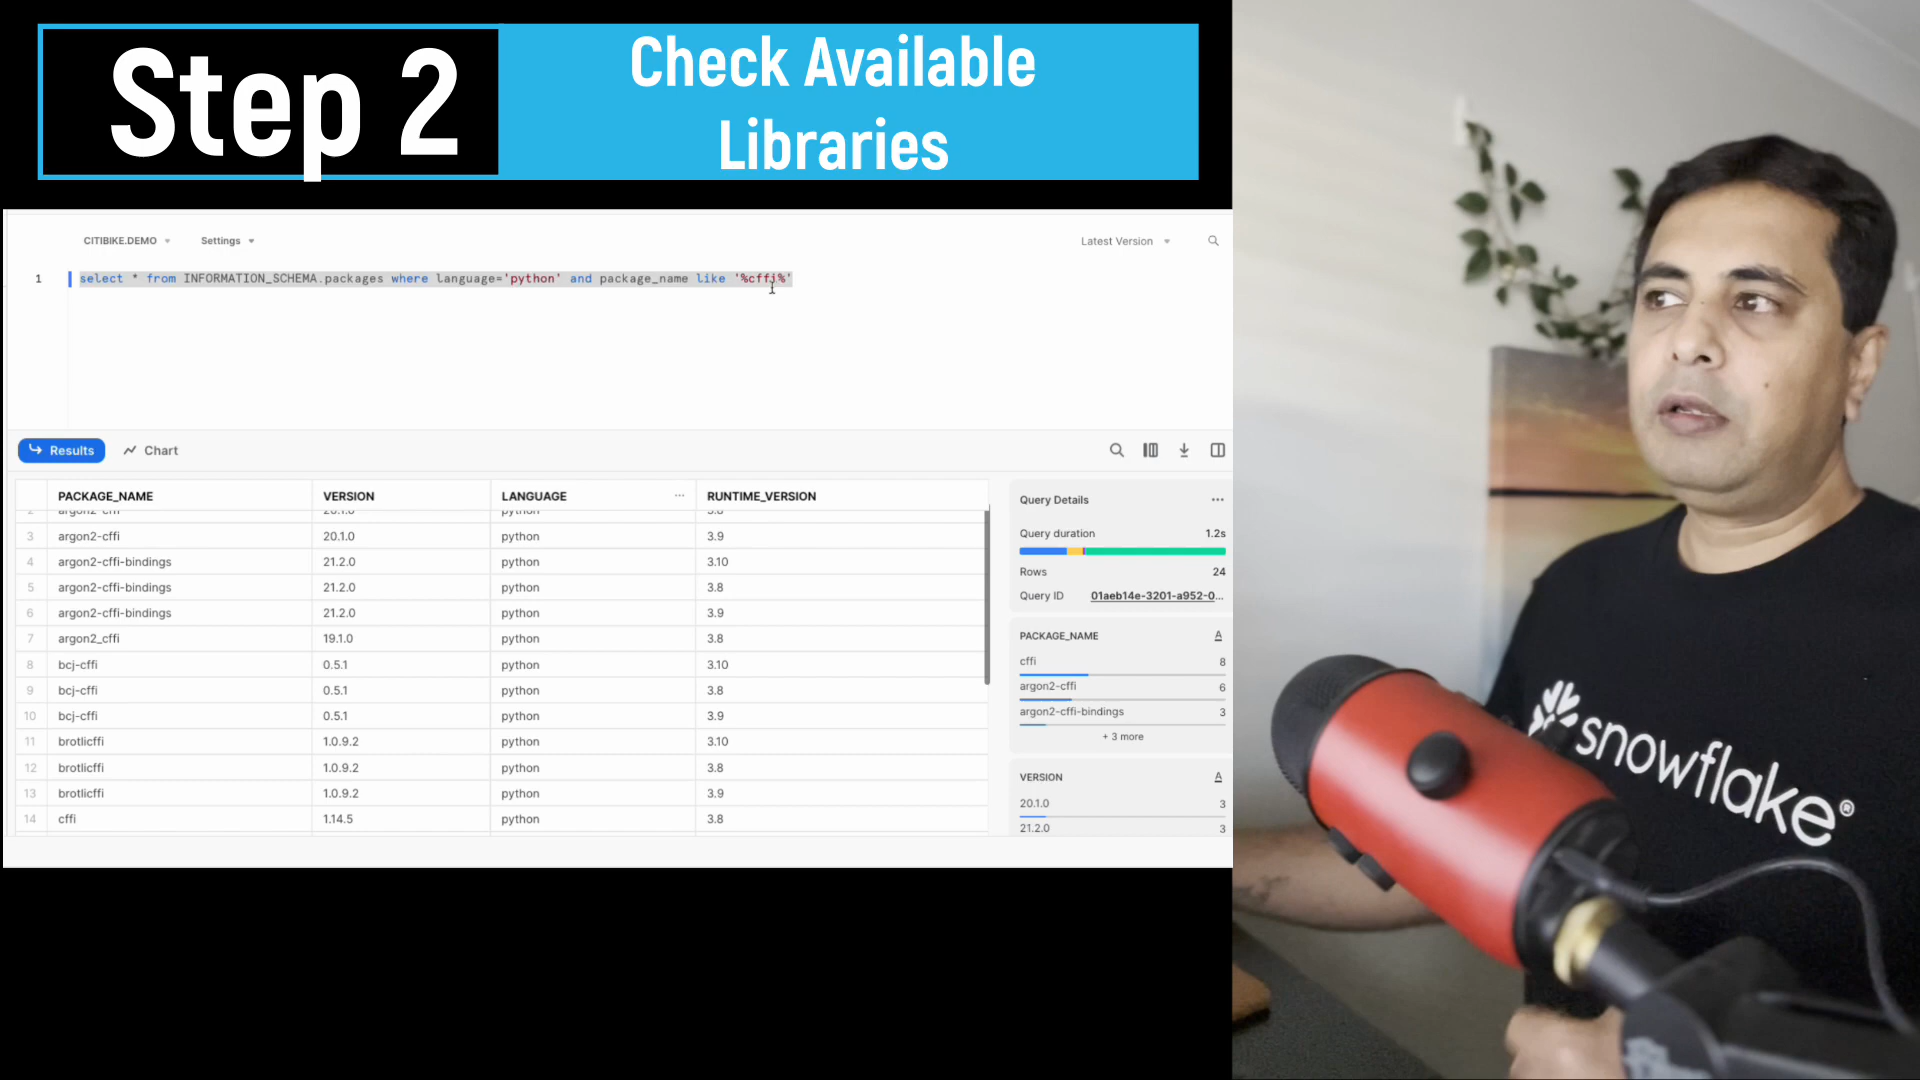 Step 2
Check Available
Libraries
CITIBIKE.DEMO
Settings
Latest Version
1 select * from INFORMATION_SCHEMA.packages where language='python' and package_name like '%cffi%'
Results
Chart
PACKAGE_NAME VERSION LANGUAGE RUNTIME_VERSION
3 argon2-cffi 20.1.0 python 3.9
4 argon2-cffi-bindings 21.2.0 python 3.10
5 argon2-cffi-bindings 21.2.0 python 3.8
6 argon2-cffi-bindings 21.2.0 python 3.9
7 argon2_cffi 19.1.0 python 3.8
8 bcj-cffi 0.5.1 python 3.10
9 bcj-cffi 0.5.1 python 3.8
10 bcj-cffi 0.5.1 python 3.9
11 brotlicffi 1.0.9.2 python 3.10
12 brotlicffi 1.0.9.2 python 3.8
13 brotlicffi 1.0.9.2 python 3.9
14 cffi 1.14.5 python 3.8
Query Details
Query duration 1.2s
Rows 24
Query ID 01aeb14e-3201-a952-0...
PACKAGE_NAME A
cffi 8
argon2-cffi 6
argon2-cffi-bindings 3
+ 3 more
VERSION A
20.1.0 3
21.2.0 3
snowflake®